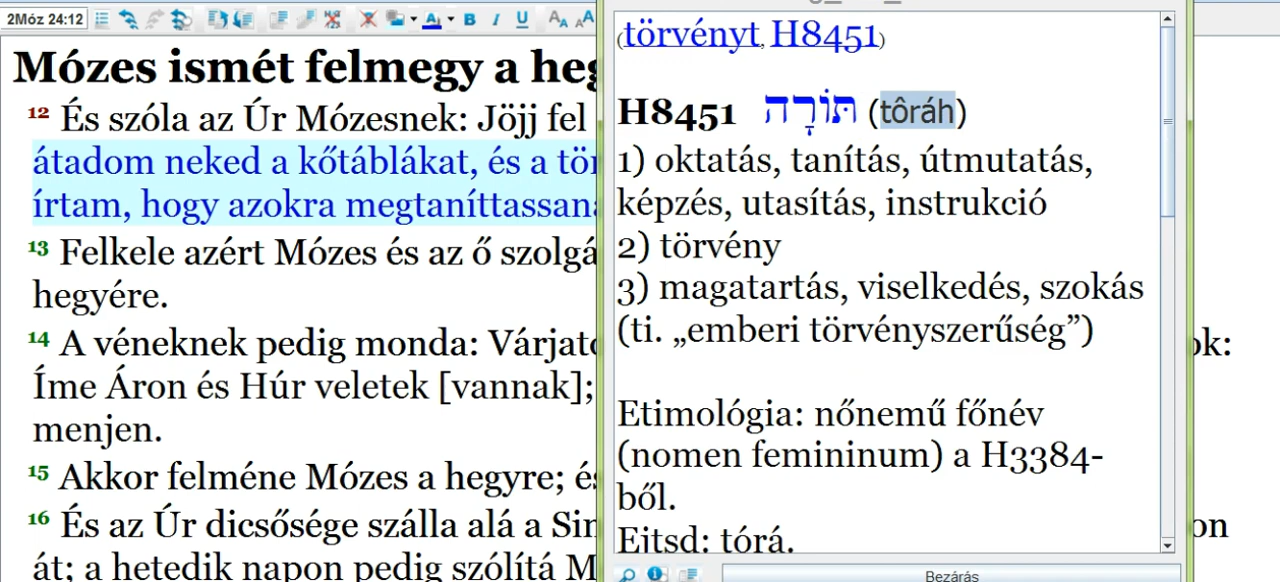 2Móz 24:12
Mózes ismét felmegy a heg
12 És szóla az Úr Mózesnek: Jöjj fel
átadom neked a kőtáblákat, és a tör
írtam, hogy azokra megtaníttassana
13 Felkele azért Mózes és az ő szolgá
hegyére.
14 A véneknek pedig monda: Várjato
ok:
Íme Áron és Húr veletek [vannak];
menjen.
15 Akkor felméne Mózes a hegyre; és
16 És az Úr dicsősége szálla alá a Sin
on
át; a hetedik napon pedig szólítá M
(törvényt, H8451)
H8451 תּוֹרָה (tôráh)
1) oktatás, tanítás, útmutatás,
képzés, utasítás, instrukció
2) törvény
3) magatartás, viselkedés, szokás
(ti. „emberi törvényszerűség”)
Etimológia: nőnemű főnév
(nomen femininum) a H3384-
ből.
Ejtsd: tórá.
Bezárás